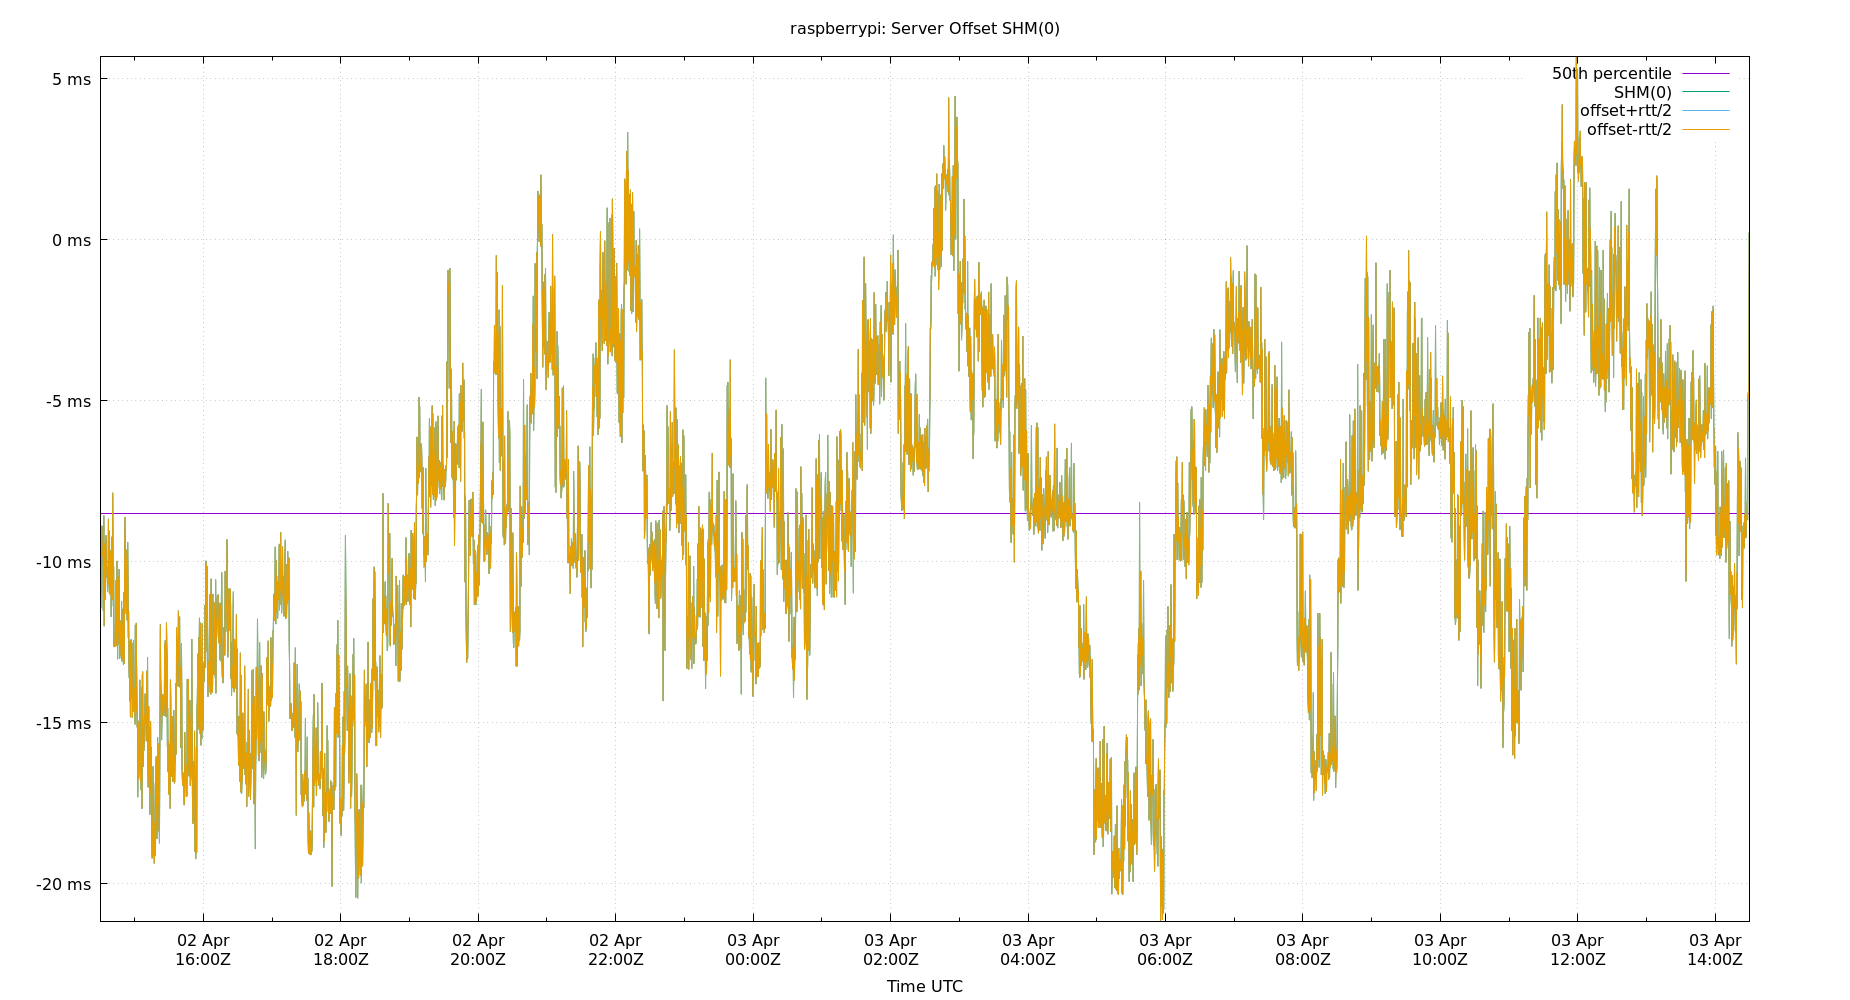 raspberrypi: Server Offset SHM(0)
5 ms
0 ms
-5 ms
-10 ms
-15 ms
-20 ms
50th percentile
SHM(0)
offset+rtt/2
offset-rtt/2
02 Apr 02 Apr 02 Apr 02 Apr 03 Apr 03 Apr 03 Apr 03 Apr 03 Apr 03 Apr 03 Apr 03 Apr
16:00Z 18:00Z 20:00Z 22:00Z 00:00Z 02:00Z 04:00Z 06:00Z 08:00Z 10:00Z 12:00Z 14:00Z
Time UTC